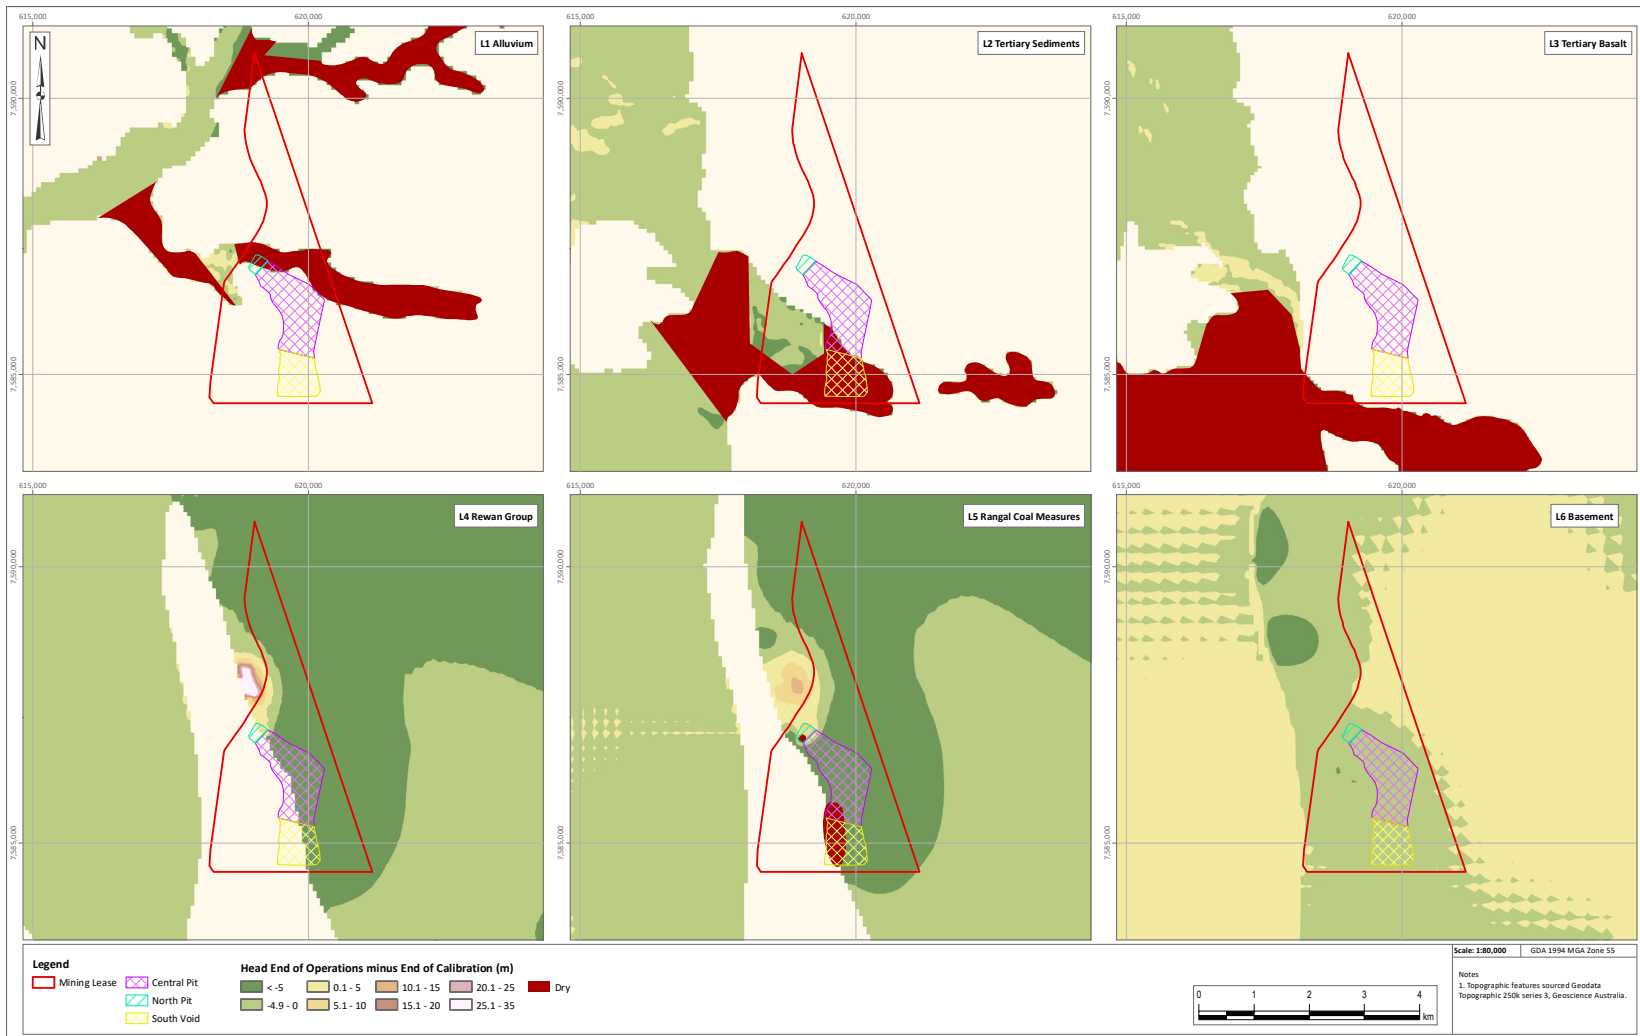 615,000
620,000
615,000
620,000
615,000
620,000
N
L1 Alluvium
L2 Tertiary Sediments
L3 Tertiary Basalt
7,590,000
7,590,000
7,590,000
7,585,000
7,585,000
7,585,000
615,000
620,000
615,000
620,000
615,000
620,000
L4 Rewan Group
L5 Rangal Coal Measures
L6 Basement
7,590,000
7,590,000
7,590,000
7,585,000
7,585,000
7,585,000
Legend
Mining Lease
Central Pit
North Pit
South Void
Head End of Operations minus End of Calibration (m)
< -5
0.1 - 5
10.1 - 15
20.1 - 25
Dry
-4.9 - 0
5.1 - 10
15.1 - 20
25.1 - 35
Scale: 1:80,000
GDA 1994 MGA Zone 55
Notes
1. Topographic features sourced Geodata
Topographic 250k series 3, Geoscience Australia.
0 1 2 3 4
km